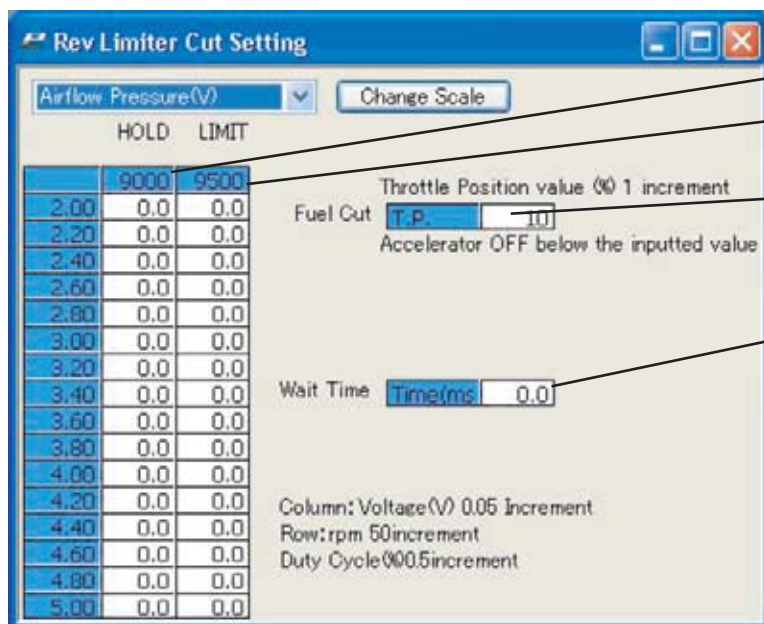 Rev Limiter Cut Setting
Airflow Pressure(V) Change Scale
HOLD LIMIT
9000 9500
Throttle Position value (%) 1 increment
2.00 0.0 0.0
Fuel Cut T.P. 10
2.20 0.0 0.0
Accelerator OFF below the inputted value
2.40 0.0 0.0
2.60 0.0 0.0
2.80 0.0 0.0
3.00 0.0 0.0
3.20 0.0 0.0
3.40 0.0 0.0
Wait Time Time(ms 0.0
3.60 0.0 0.0
3.80 0.0 0.0
4.00 0.0 0.0
4.20 0.0 0.0
Column: Voltage(V) 0.05 Increment
4.40 0.0 0.0
Row:rpm 50increment
4.60 0.0 0.0
Duty Cycle(%)0.5increment
4.80 0.0 0.0
5.00 0.0 0.0